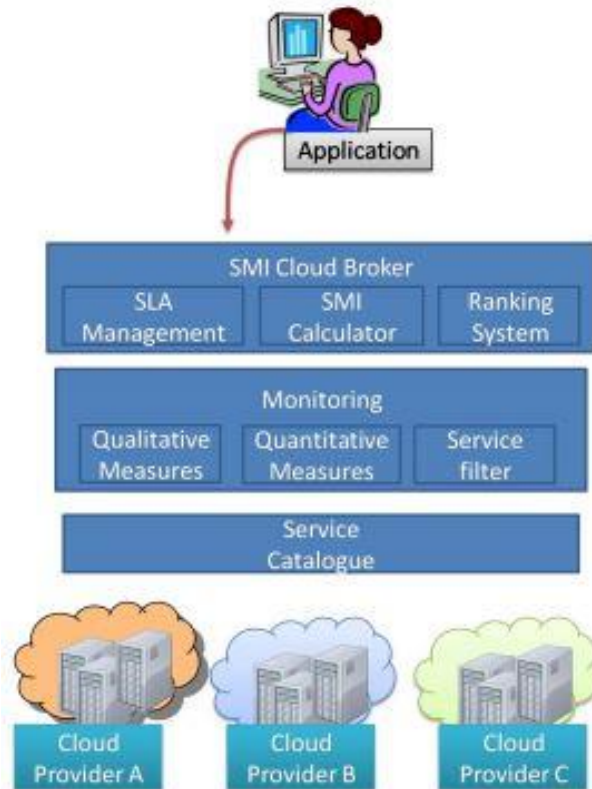 Application
SMI Cloud Broker
SLA
Management
SMI
Calculator
Ranking
System
Monitoring
Qualitative
Measures
Quantitative
Measures
Service
filter
Service
Catalogue
Cloud
Provider A
Cloud
Provider B
Cloud
Provider C